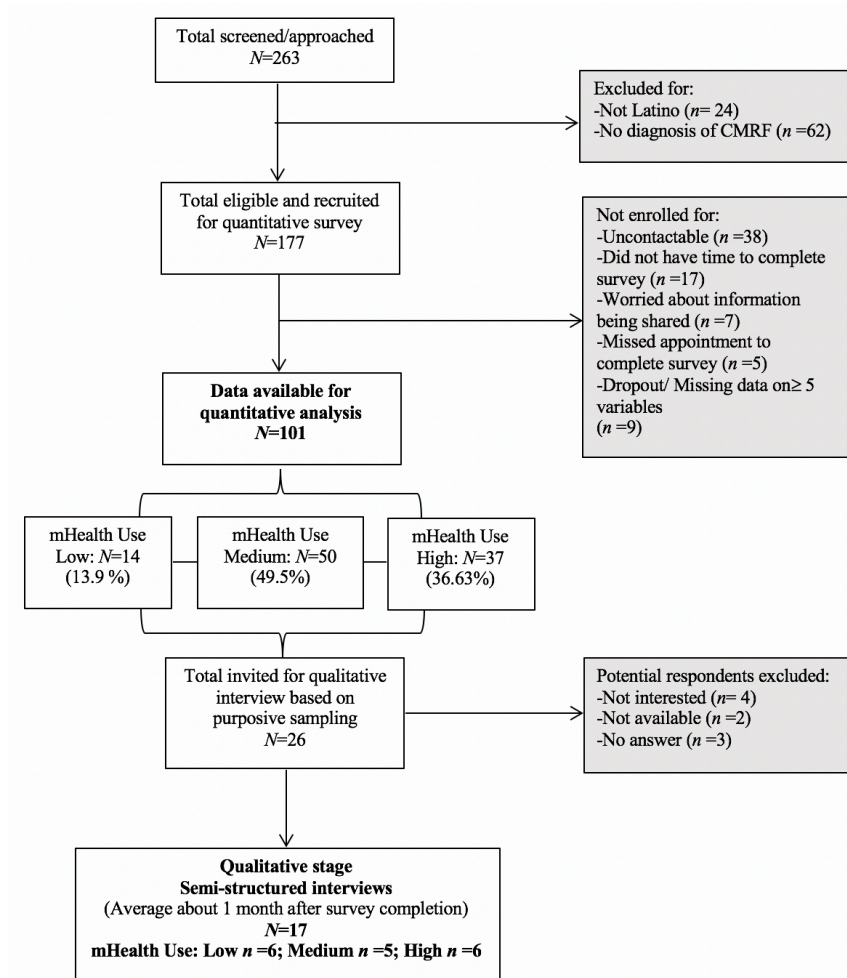 Total screened/approached
N=263
Excluded for:
-Not Latino (n= 24)
-No diagnosis of CMRF (n =62)
Total eligible and recruited
for quantitative survey
N=177
Not enrolled for:
-Uncontactable (n =38)
-Did not have time to complete
survey (n =17)
-Worried about information
being shared (n =7)
-Missed appointment to
complete survey (n =5)
-Dropout/ Missing data on≥ 5
variables
(n =9)
Data available for
quantitative analysis
N=101
mHealth Use
Low: N=14
(13.9 %)
mHealth Use
Medium: N=50
(49.5%)
mHealth Use
High: N=37
(36.63%)
Total invited for qualitative
interview based on
purposive sampling
N=26
Potential respondents excluded:
-Not interested (n= 4)
-Not available (n =2)
-No answer (n =3)
Qualitative stage
Semi-structured interviews
(Average about 1 month after survey completion)
N=17
mHealth Use: Low n =6; Medium n =5; High n =6